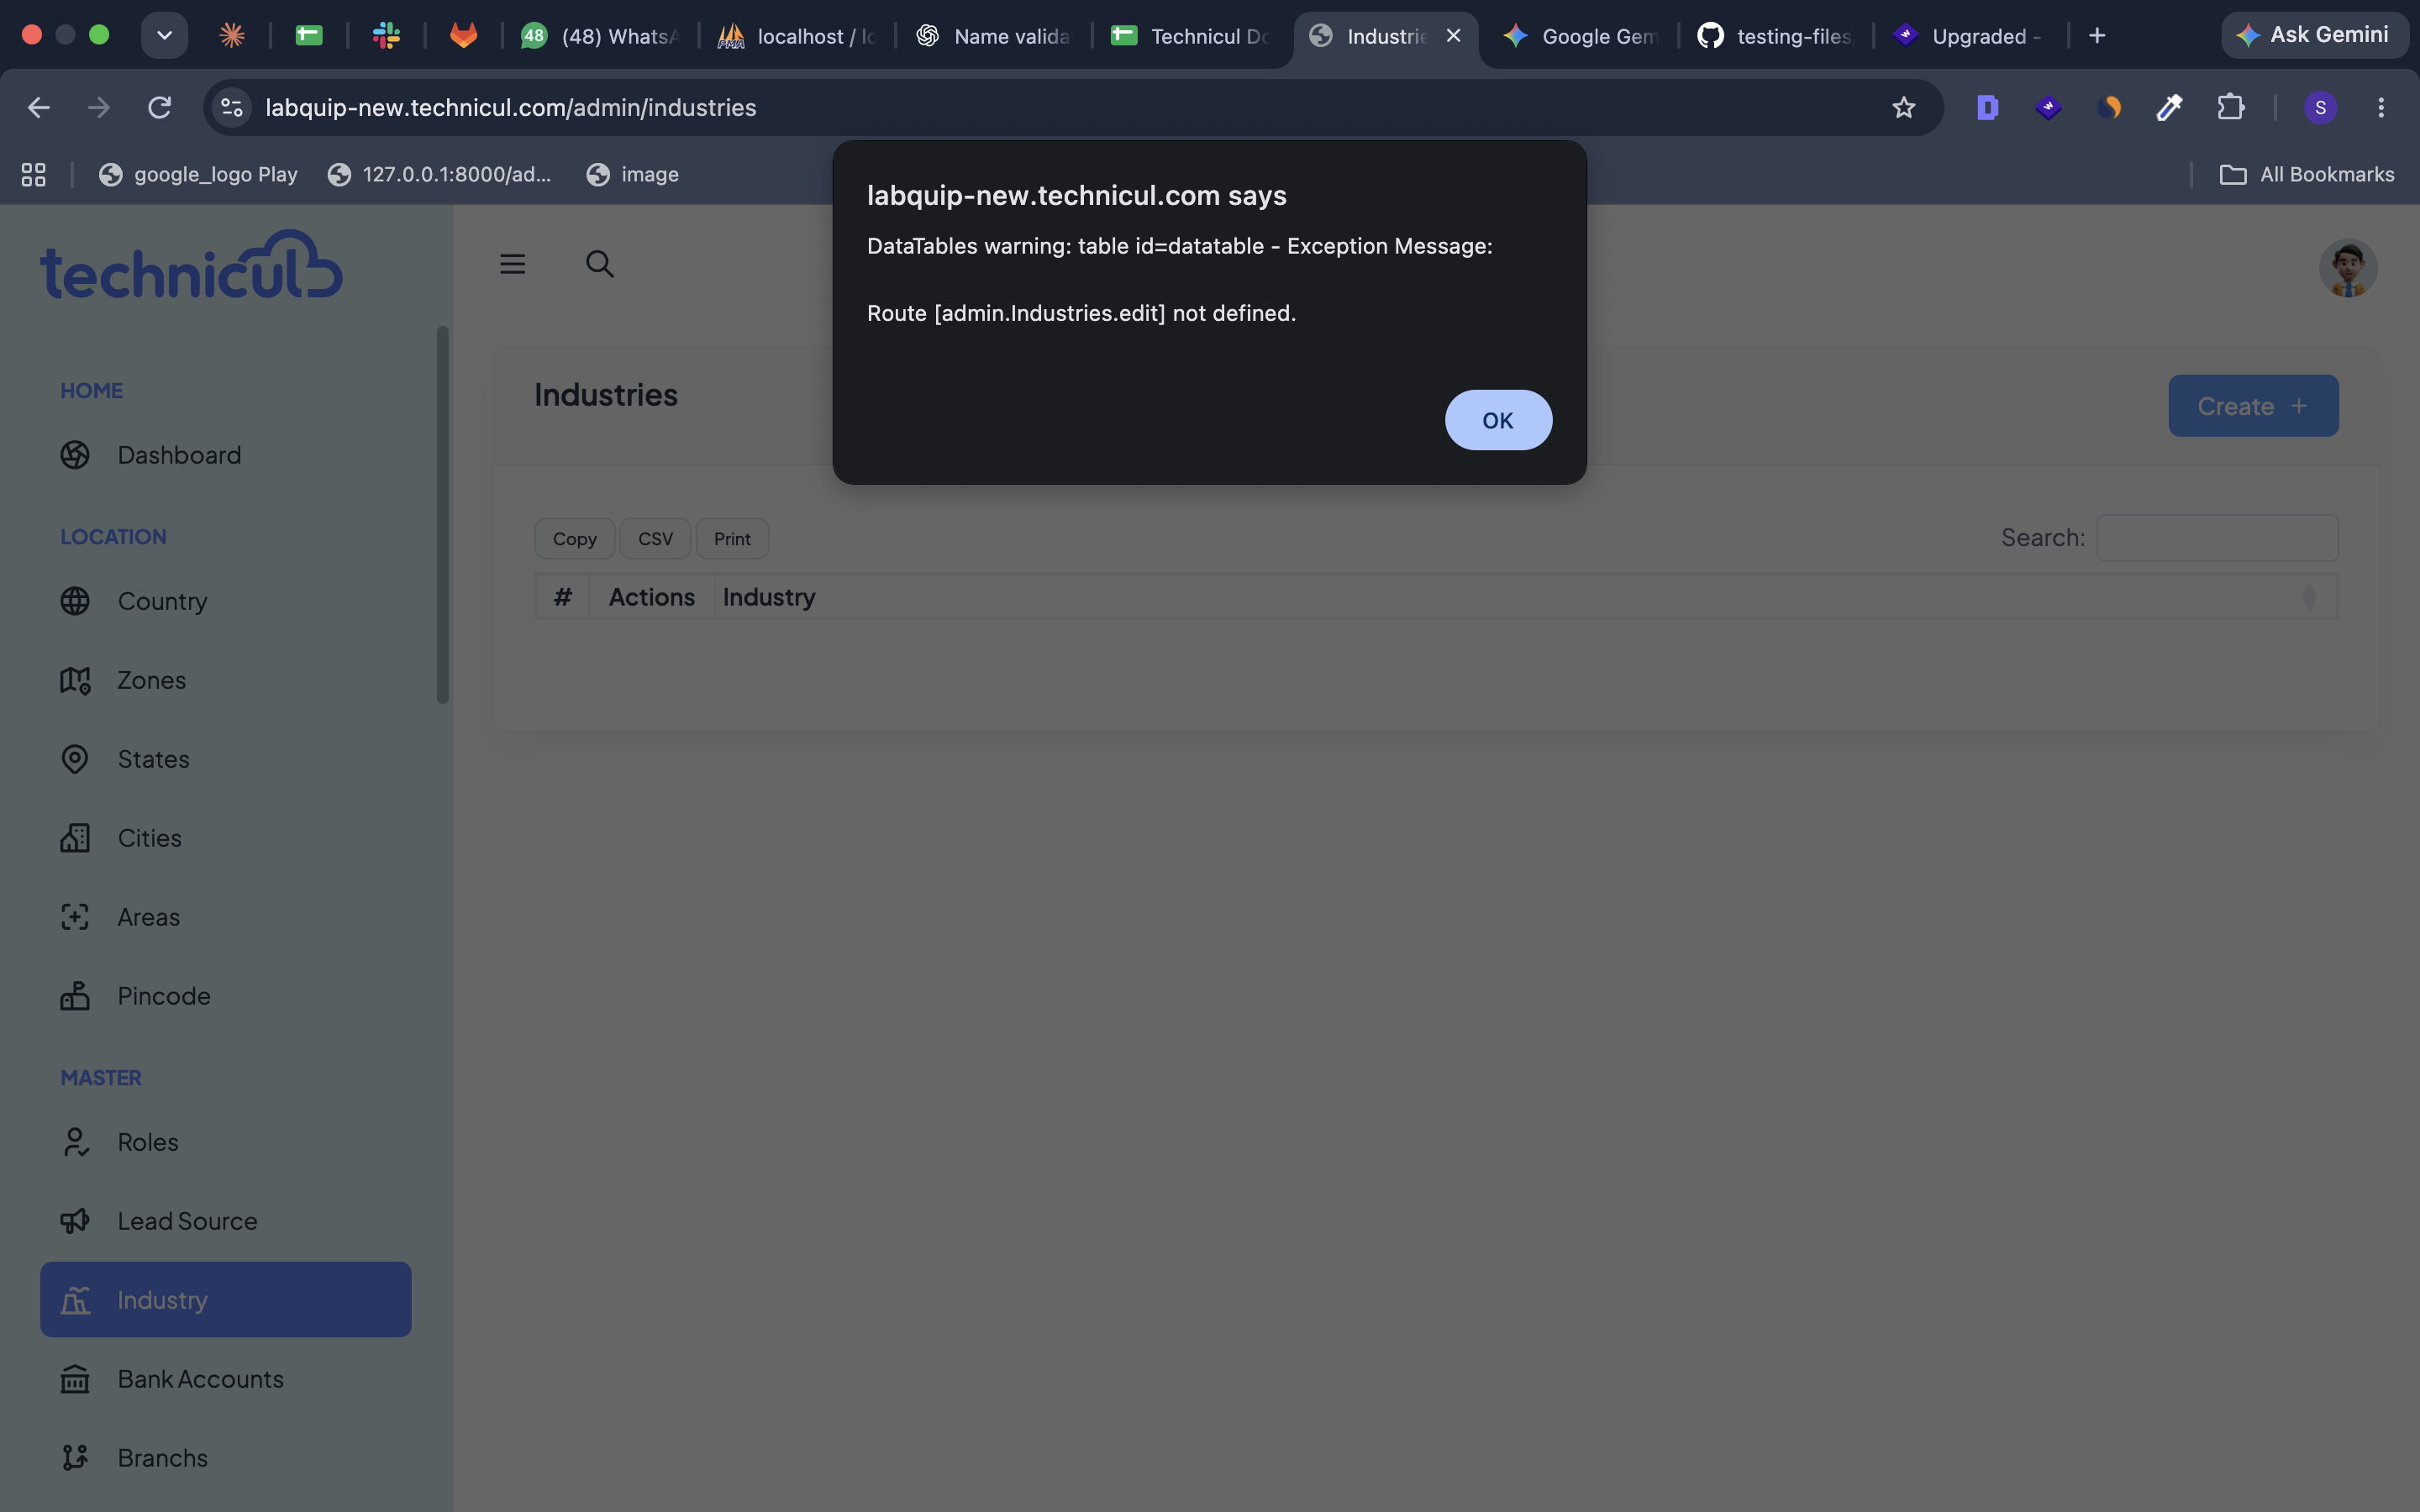 48
(48) WhatsA
localhost / lo
Name valida
Technicul Do
Industrie
Google Gem
testing-files
Upgraded -
Ask Gemini
labquip-new.technicul.com/admin/industries
S
google_logo Play
127.0.0.1:8000/ad...
image
All Bookmarks
labquip-new.technicul.com says
DataTables warning: table id=datatable - Exception Message:
Route [admin.Industries.edit] not defined.
OK
technicul
HOME
Dashboard
LOCATION
Country
Zones
States
Cities
Areas
Pincode
MASTER
Roles
Lead Source
Industry
Bank Accounts
Branchs
Industries
Create +
Copy
CSV
Print
Search:
# Actions Industry